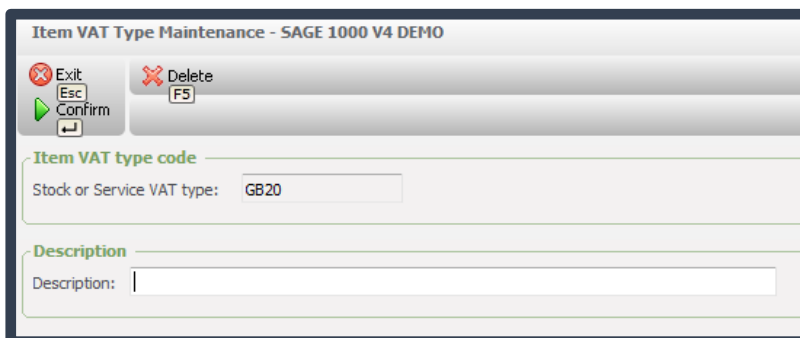 Item VAT Type Maintenance - SAGE 1000 V4 DEMO
Exit
Esc
Delete
F5
Confirm
↵
Item VAT type code
Stock or Service VAT type: GB20
Description
Description: